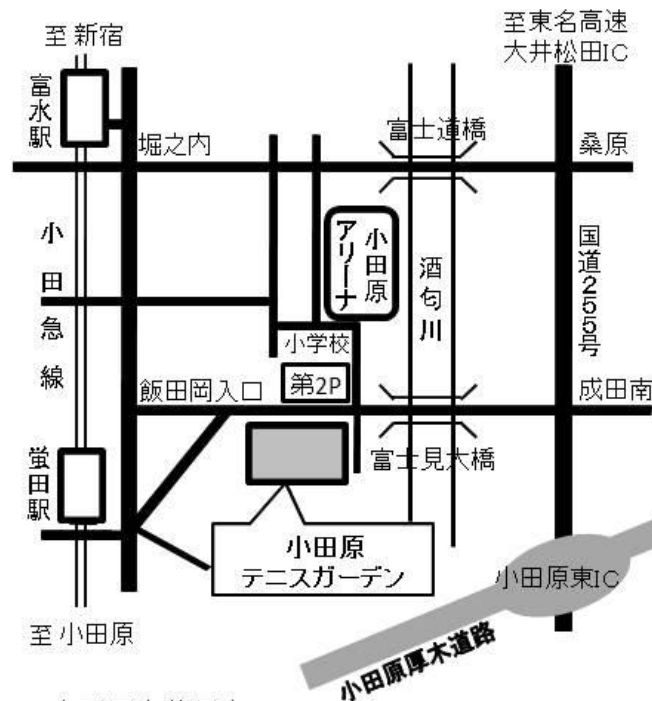 至 新宿
至東名高速
大井松田IC
富水駅
堀之内
富士道橋
桑原
小田急線
小田原
アリーナ
酒匂川
国道255号
小学校
第2P
飯田岡入口
成田南
蛍田駅
富士見大橋
小田原
テニスガーデン
小田原東IC
至 小田原
小田原厚木道路